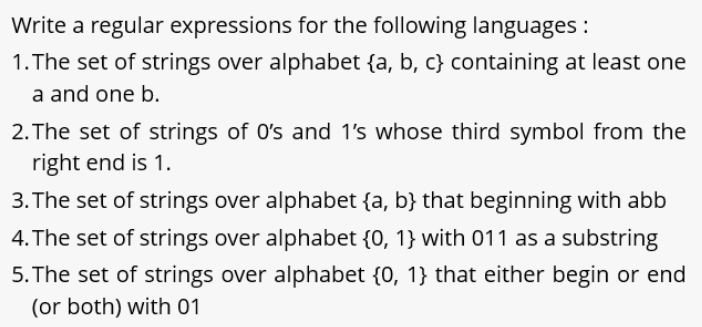 Write a regular expressions for the following languages :
1. The set of strings over alphabet {a, b, c} containing at least one
a and one b.
2. The set of strings of 0's and 1's whose third symbol from the
right end is 1.
3. The set of strings over alphabet {a, b} that beginning with abb
4. The set of strings over alphabet {0, 1} with 011 as a substring
5. The set of strings over alphabet {0, 1} that either begin or end
(or both) with 01